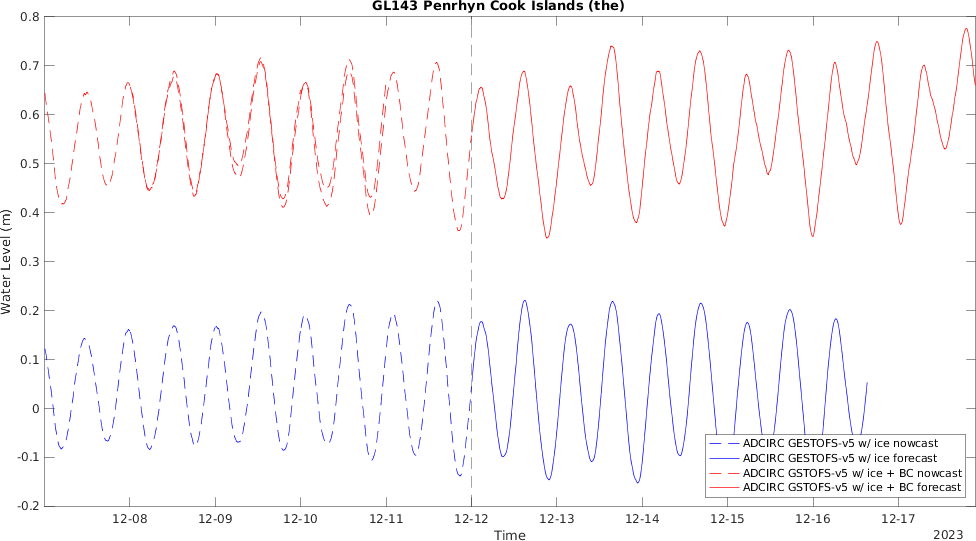 GL143 Penrhyn Cook Islands (the)
0.8
0.7
0.6
0.5
0.4
0.3
0.2
0.1
0
-0.1
-0.2
Water Level (m)
ADCIRC GESTOFS-v5 w/ ice nowcast
ADCIRC GESTOFS-v5 w/ ice forecast
ADCIRC GSTOFS-v5 w/ ice + BC nowcast
ADCIRC GSTOFS-v5 w/ ice + BC forecast
12-08 12-09 12-10 12-11 12-12 12-13 12-14 12-15 12-16 12-17
Time
2023